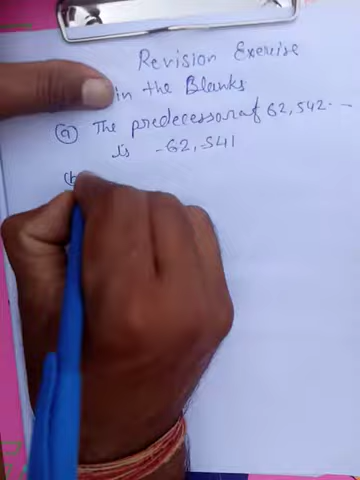 Revision Exercise
in the Blanks
(a) The predecessor of 62,542. -
is -62,541
(b